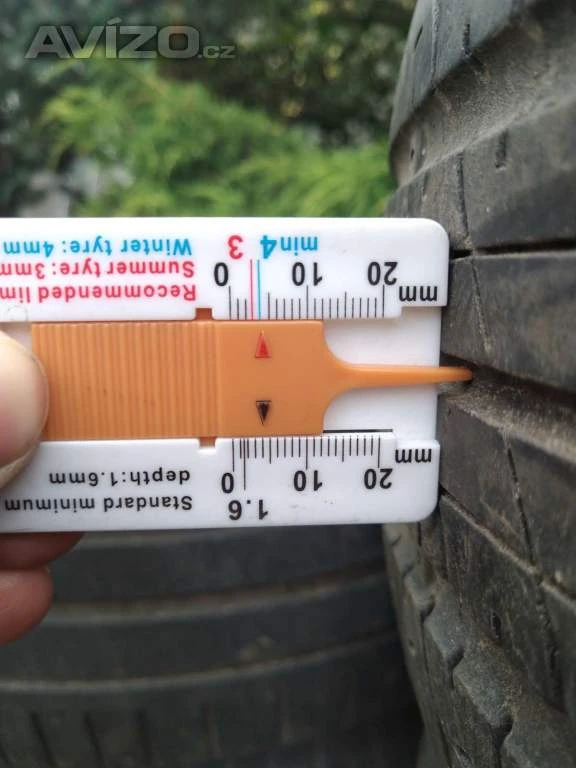 AVÍZO.cz
mm
20 10 0 1.6
Standard minimum
depth:1.6mm
mm
20 10 0
min4 3
Recommended lim
Summer tyre:3mm
Winter tyre:4mm